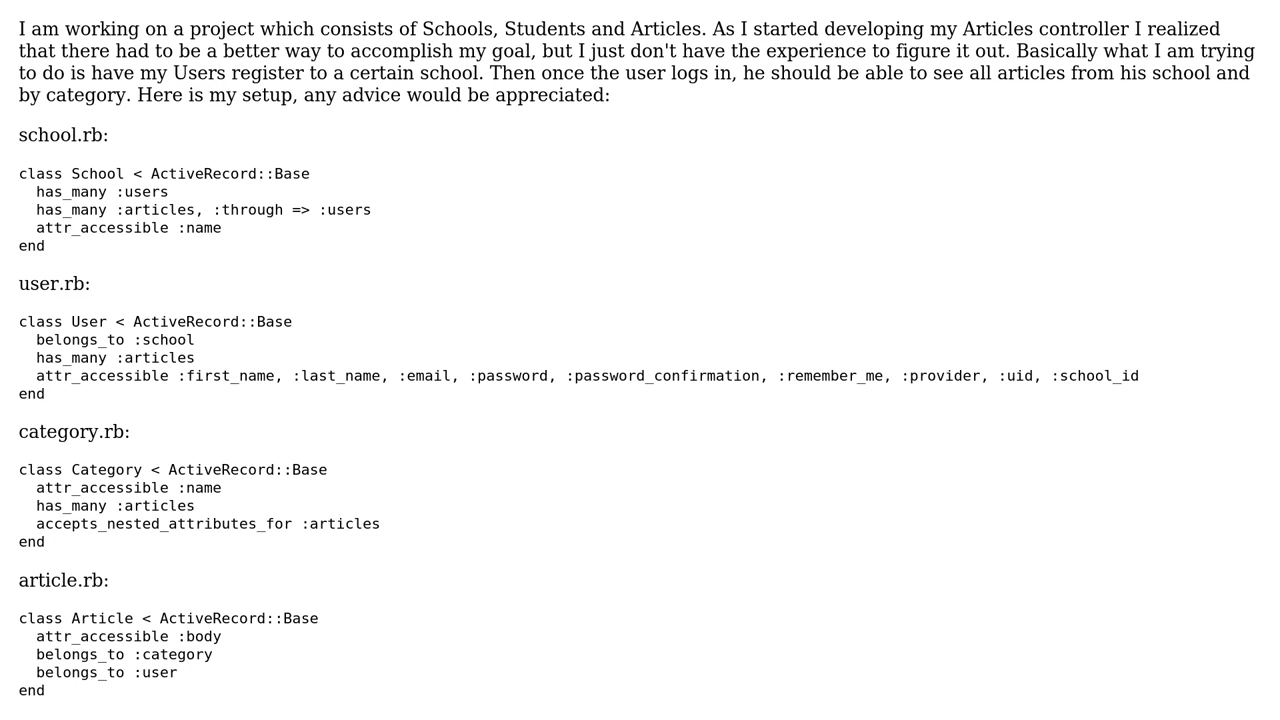 I am working on a project which consists of Schools, Students and Articles. As I started developing my Articles controller I realized
that there had to be a better way to accomplish my goal, but I just don't have the experience to figure it out. Basically what I am trying
to do is have my Users register to a certain school. Then once the user logs in, he should be able to see all articles from his school and
by category. Here is my setup, any advice would be appreciated:
school.rb:
class School < ActiveRecord::Base
  has_many :users
  has_many :articles, :through => :users
  attr_accessible :name
end
user.rb:
class User < ActiveRecord::Base
  belongs_to :school
  has_many :articles
  attr_accessible :first_name, :last_name, :email, :password, :password_confirmation, :remember_me, :provider, :uid, :school_id
end
category.rb:
class Category < ActiveRecord::Base
  attr_accessible :name
  has_many :articles
  accepts_nested_attributes_for :articles
end
article.rb:
class Article < ActiveRecord::Base
  attr_accessible :body
  belongs_to :category
  belongs_to :user
end